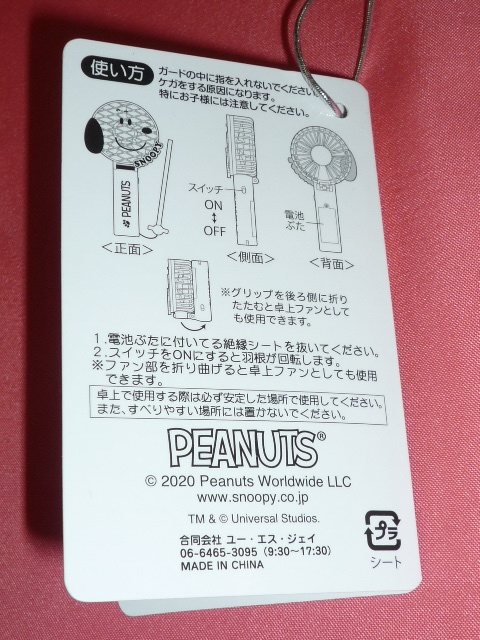 使い方
ガードの中に指を入れないでください。
ケガをする原因になります。
特にお子様には注意してください。
SNOOPY
PEANUTS
スイッチ
ON
↕
OFF
電池
ぶた
＜正面＞
＜側面＞
＜背面＞
※グリップを後ろ側に折り
たたむと卓上ファンとして
も使用できます。
1.電池ぶたに付いてる絶縁シートを抜いてください。
2.スイッチをONにすると羽根が回転します。
※ファン部を折り曲げると卓上ファンとしても使用
できます。
卓上で使用する際は必ず安定した場所で使用してください。
また、すべりやすい場所には置かないでください。
PEANUTS®
© 2020 Peanuts Worldwide LLC
www.snoopy.co.jp
TM & © Universal Studios.
合同会社 ユー・エス・ジェイ
06-6465-3095（9:30～17:30）
MADE IN CHINA
プラ
シート